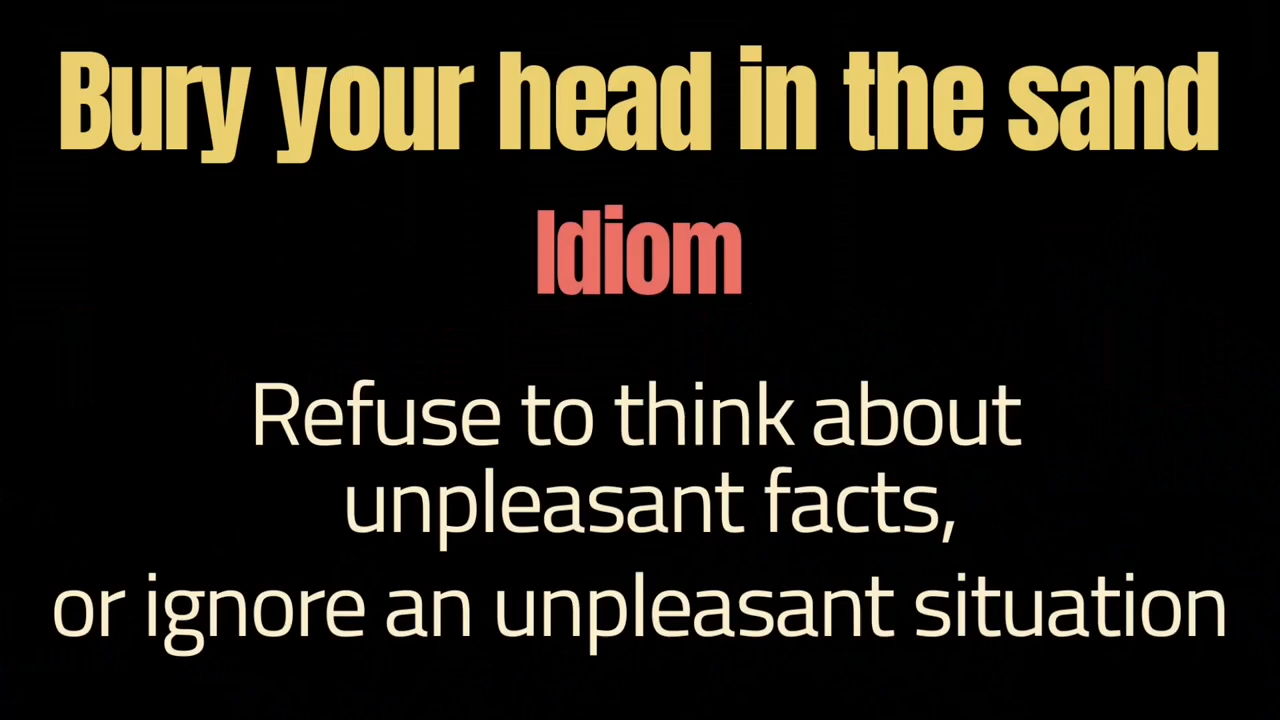 Bury your head in the sand
Idiom
Refuse to think about
unpleasant facts,
or ignore an unpleasant situation